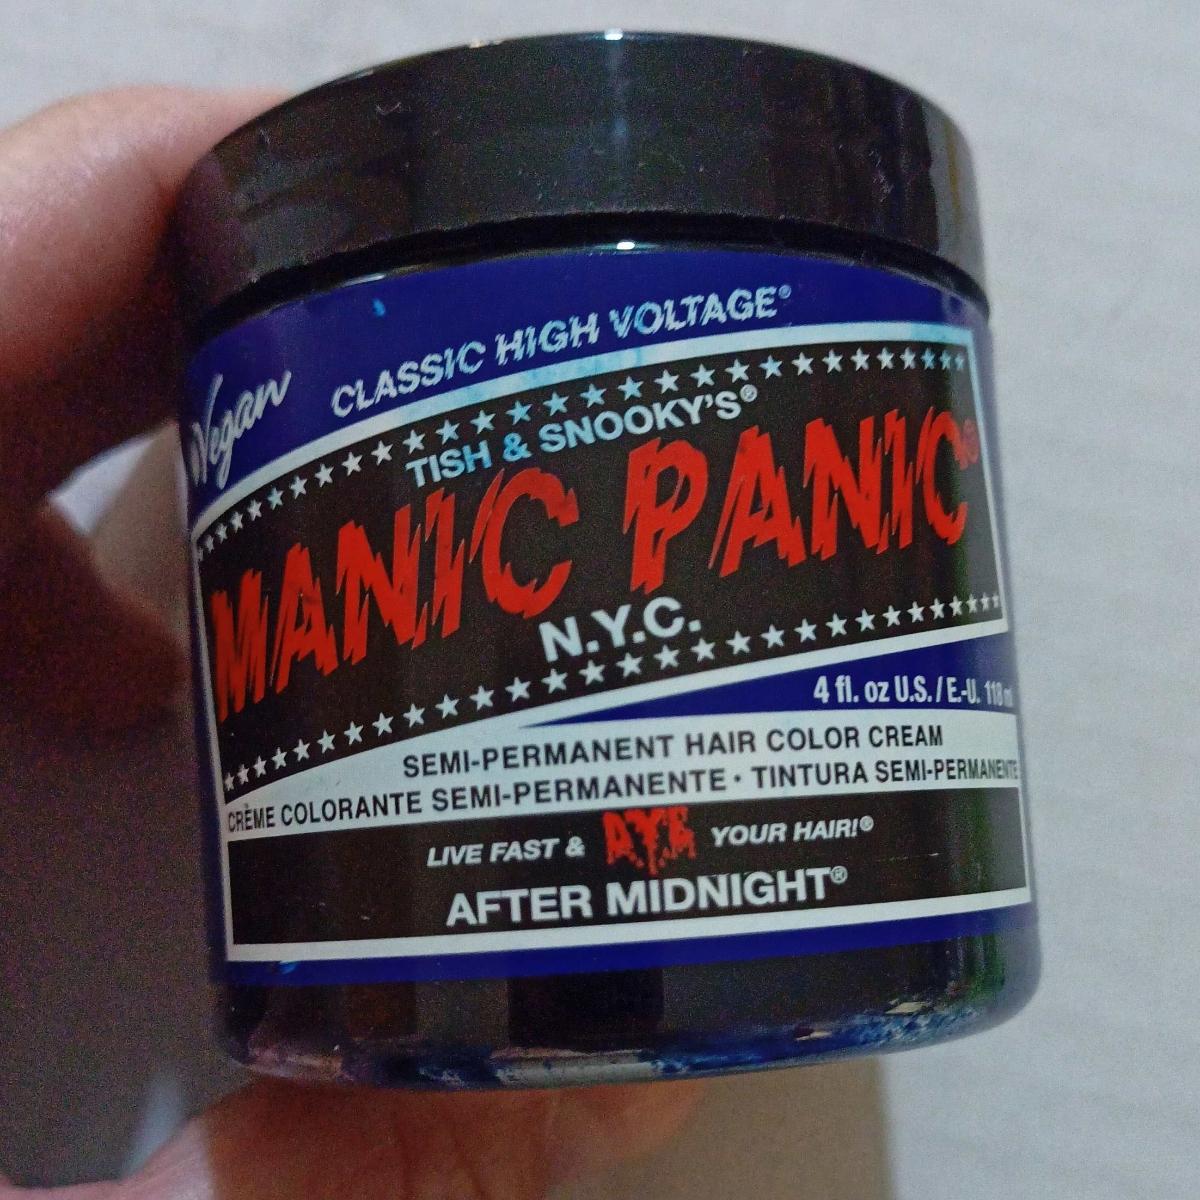 Vegan
CLASSIC HIGH VOLTAGE®
TISH & SNOOKY'S®
MANIC PANIC®
N.Y.C.
4 fl. oz U.S. / E.-U. 118 ml
SEMI-PERMANENT HAIR COLOR CREAM
CRÈME COLORANTE SEMI-PERMANENTE • TINTURA SEMI-PERMANENTE
LIVE FAST & DYE YOUR HAIR!®
AFTER MIDNIGHT®